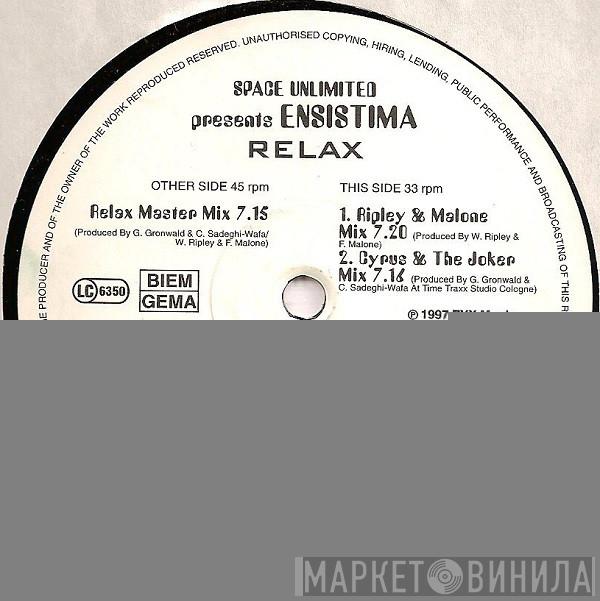 THE PRODUCER AND OF THE OWNER OF THE WORK REPRODUCED RESERVED. UNAUTHORISED COPYING, HIRING, LENDING, PUBLIC PERFORMANCE AND BROADCASTING OF THIS
SPACE UNLIMITED
presents ENSISTIMA
RELAX
OTHER SIDE 45 rpm
Relax Master Mix 7.15
(Produced By G. Gronwald & C. Sadeghi-Wafa/
W. Ripley & F. Malone)
LC 6350
BIEM
GEMA
THIS SIDE 33 rpm
1. Ripley & Malone
Mix 7.20 (Produced By W. Ripley &
F. Malone)
2. Cyrus & The Joker
Mix 7.16 (Produced By G. Gronwald &
C. Sadeghi-Wafa At Time Traxx Studio Cologne)
℗ 1997
МАРКЕТ ВИНИЛА